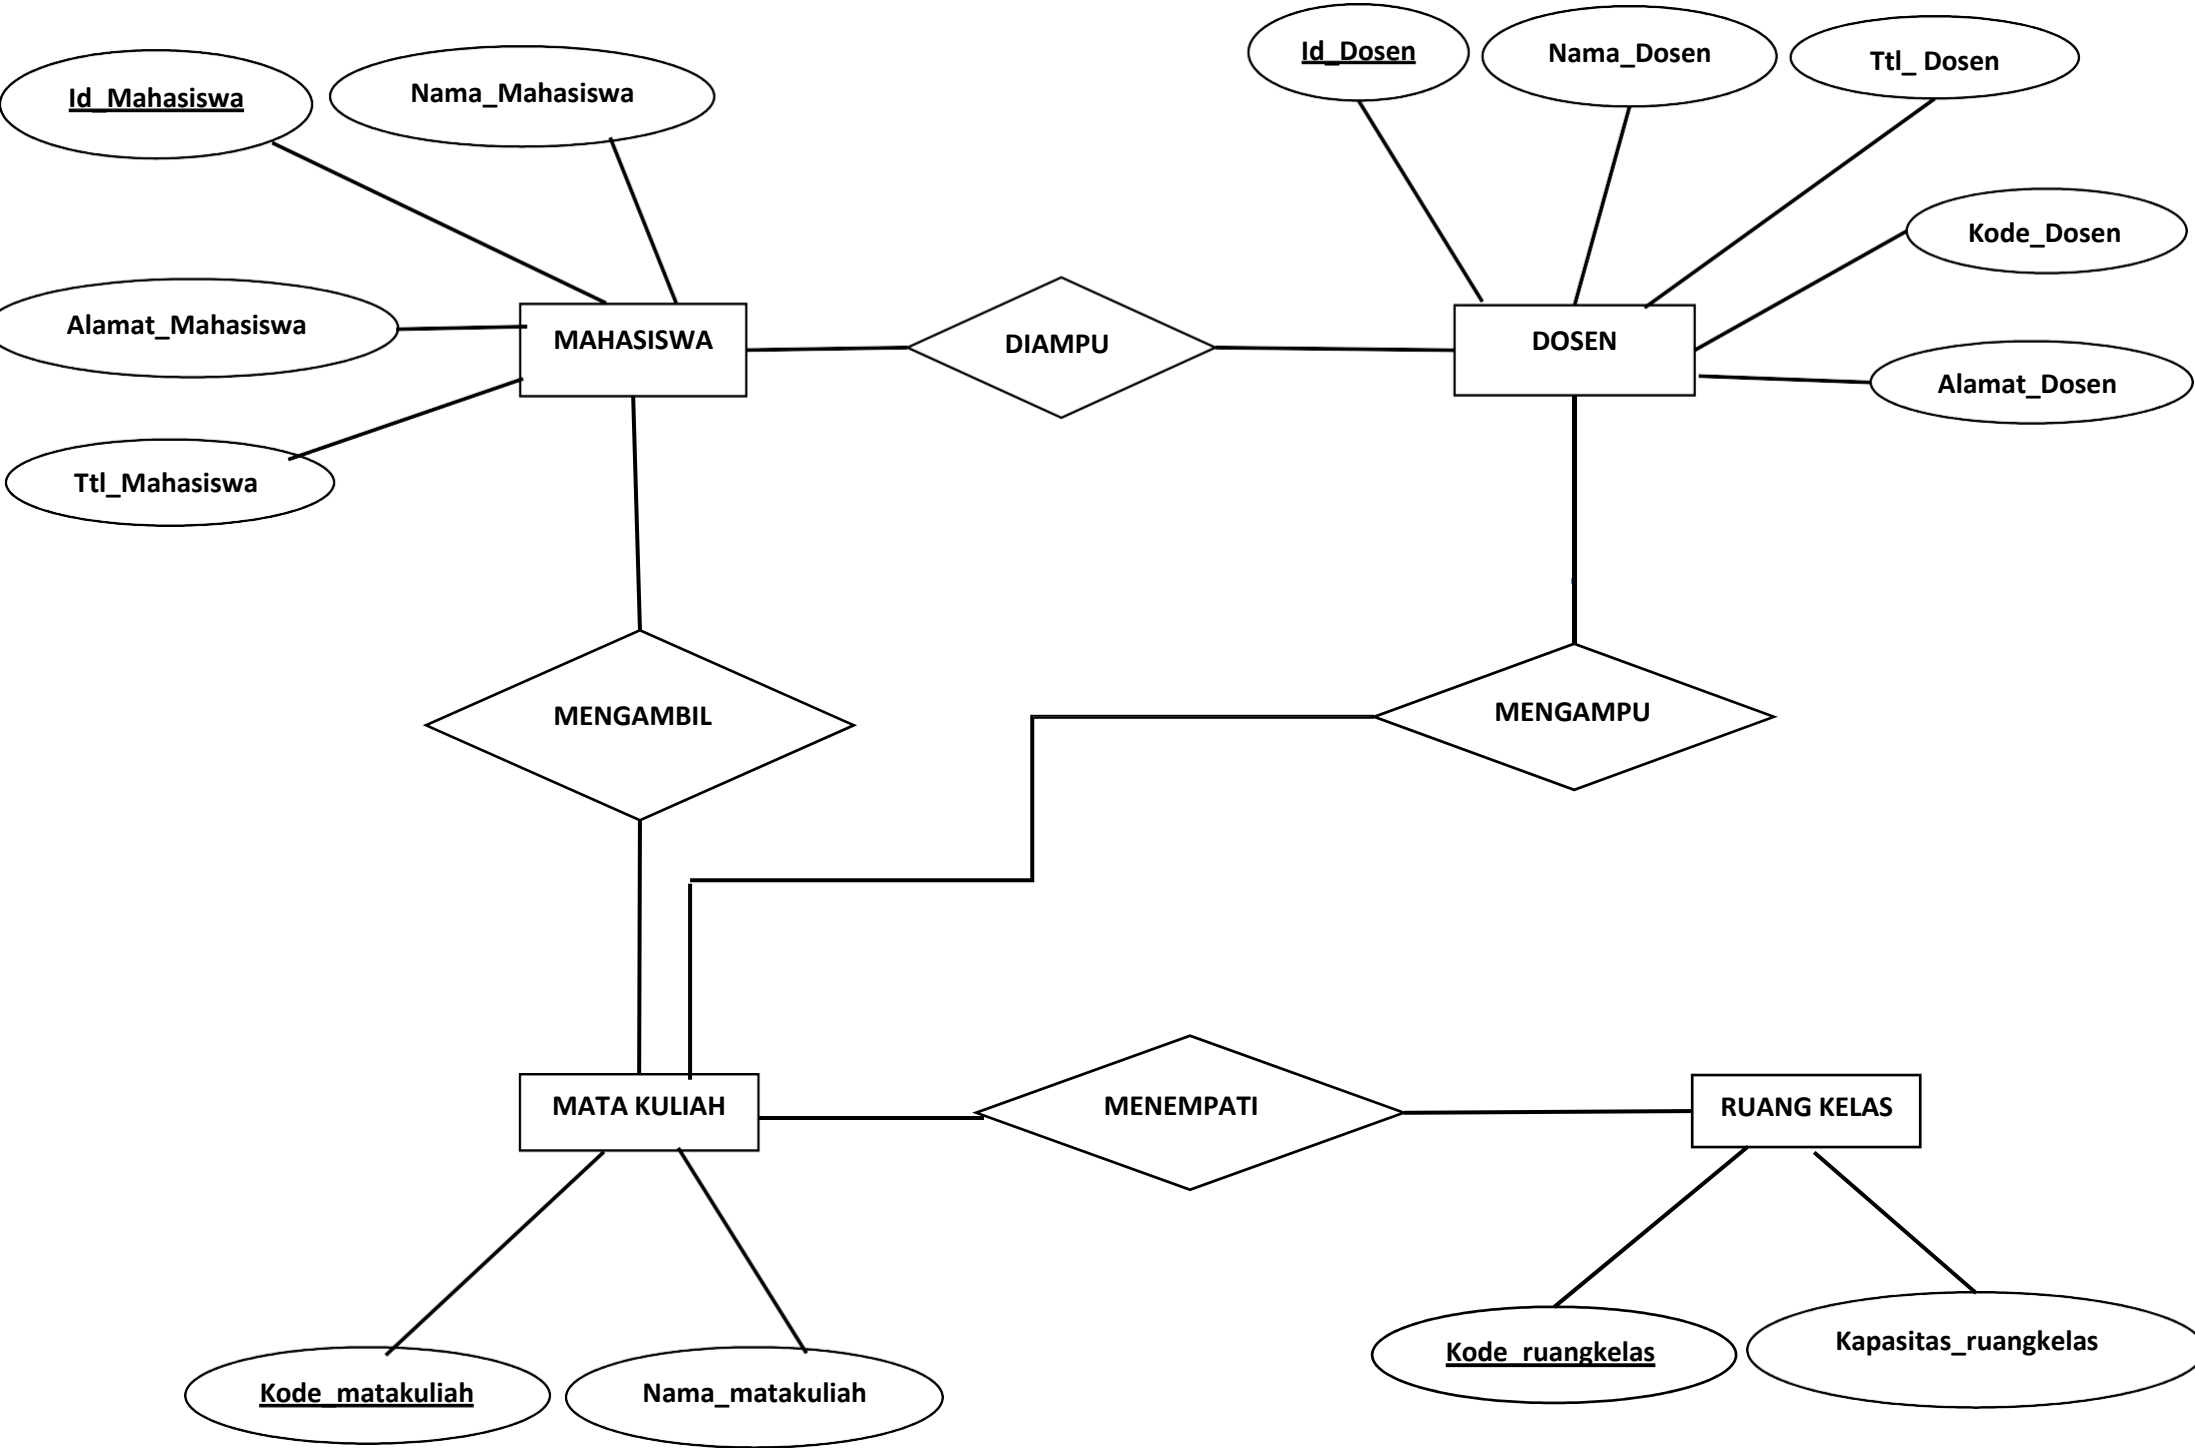 Id_Dosen
Nama_Dosen
Ttl_ Dosen
Id_Mahasiswa
Nama_Mahasiswa
Kode_Dosen
Alamat_Mahasiswa
MAHASISWA
DIAMPU
DOSEN
Alamat_Dosen
Ttl_Mahasiswa
MENGAMBIL
MENGAMPU
MATA KULIAH
MENEMPATI
RUANG KELAS
Kode_matakuliah
Nama_matakuliah
Kode_ruangkelas
Kapasitas_ruangkelas